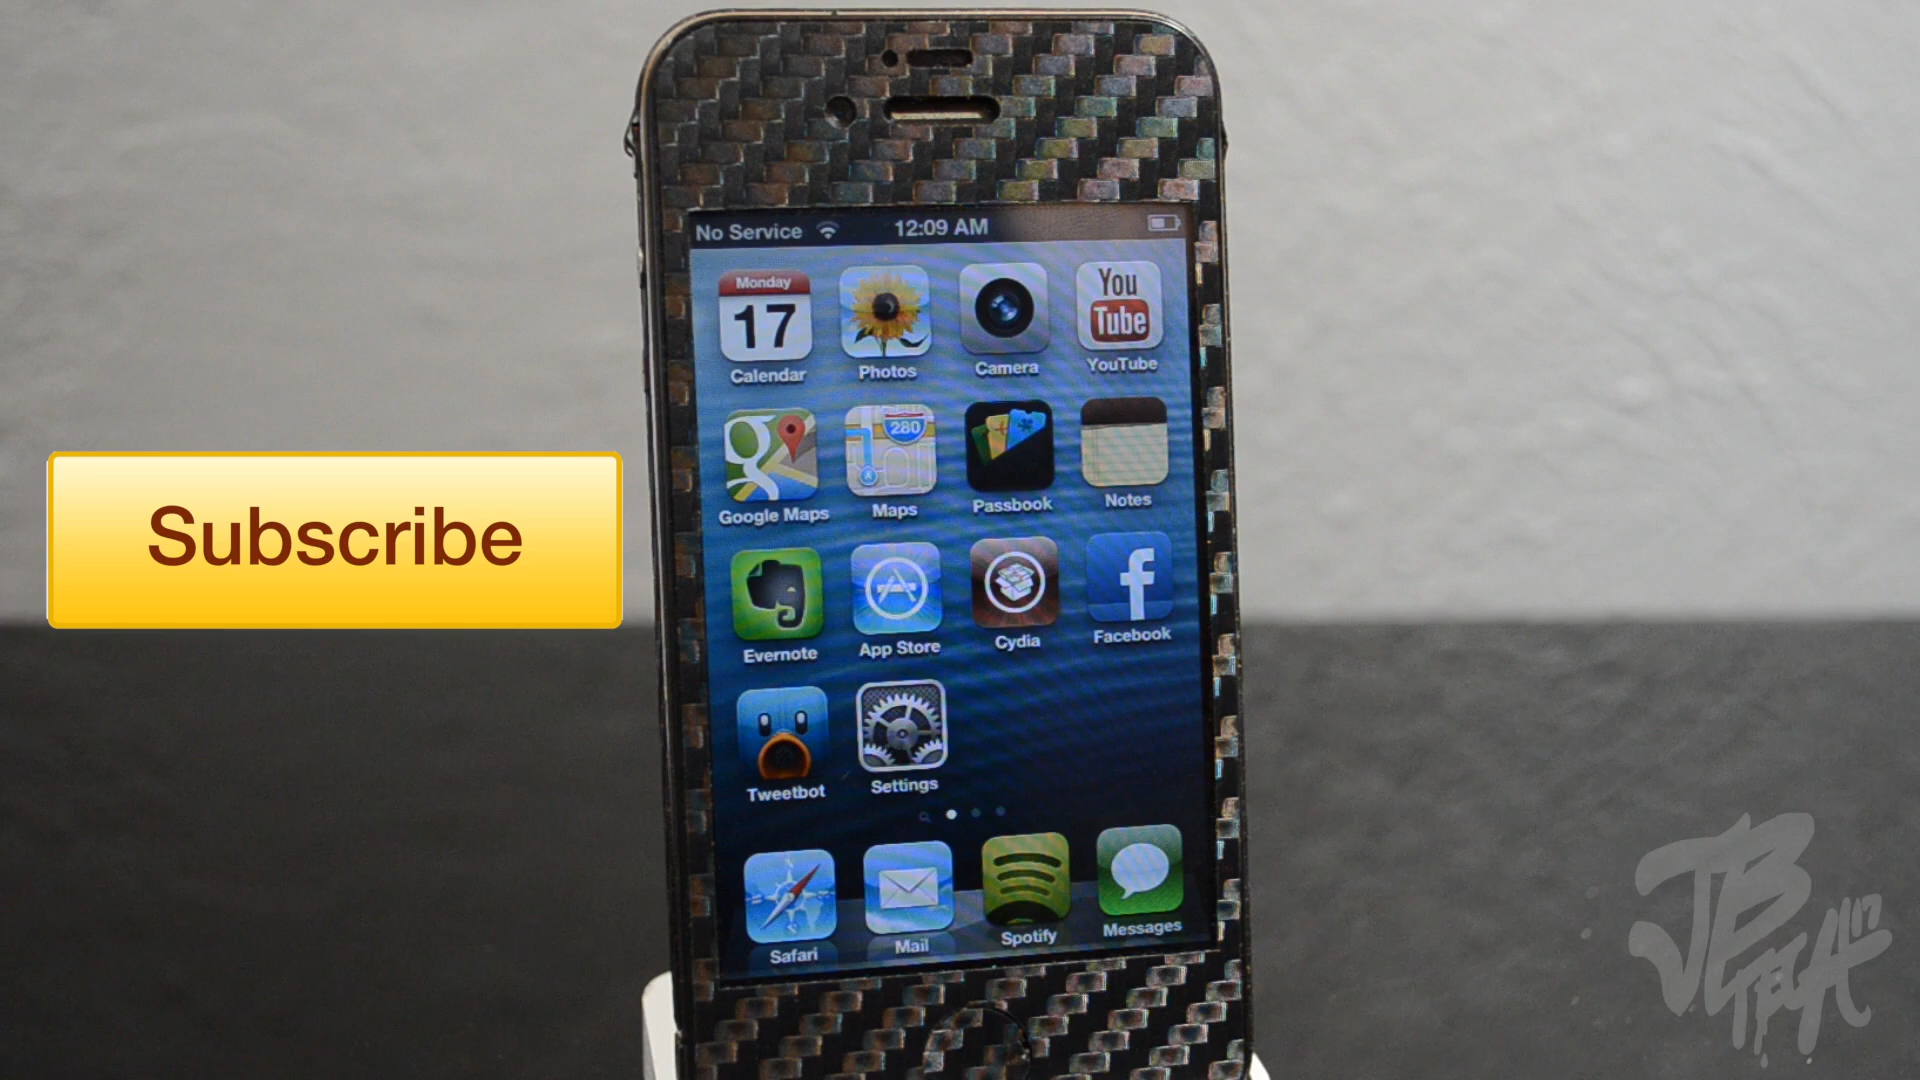 No Service 12:09 AM
Monday
17
You
Tube
Calendar Photos Camera YouTube
280
Google Maps Maps Passbook Notes
Subscribe
Evernote App Store Cydia Facebook
Tweetbot Settings
Safari Mail Spotify Messages